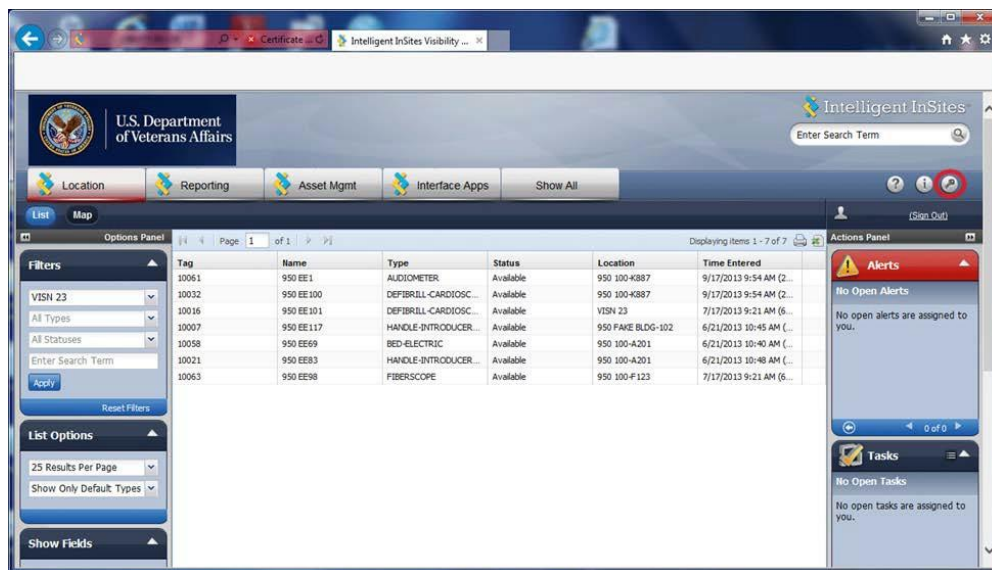 Certificate ...
Intelligent InSites Visibility ...
U.S. Department
of Veterans Affairs
Intelligent InSites
Enter Search Term
Location
Reporting
Asset Mgmt
Interface Apps
Show All
List
Map
(Sign Out)
Options Panel
Page 1 of 1
Displaying items 1 - 7 of 7
Actions Panel
Filters
VISN 23
All Types
All Statuses
Enter Search Term
Apply
Reset Filters
List Options
25 Results Per Page
Show Only Default Types
Show Fields
Tag Name Type Status Location Time Entered
10061 950 EE1 AUDIOMETER Available 950 100-K887 9/17/2013 9:54 AM (2...
10032 950 EE100 DEFIBRILL-CARDIOSC... Available 950 100-K887 9/17/2013 9:54 AM (2...
10016 950 EE101 DEFIBRILL-CARDIOSC... Available VISN 23 7/17/2013 9:21 AM (6...
10007 950 EE117 HANDLE-INTRODUCER... Available 950 FAKE BLDG-102 6/21/2013 10:45 AM (...
10058 950 EE69 BED-ELECTRIC Available 950 100-A201 6/21/2013 10:40 AM (...
10021 950 EE83 HANDLE-INTRODUCER... Available 950 100-A201 6/21/2013 10:48 AM (...
10063 950 EE98 FIBERSCOPE Available 950 100-F123 7/17/2013 9:21 AM (6...
Alerts
No Open Alerts
No open alerts are assigned to
you.
0 of 0
Tasks
No Open Tasks
No open tasks are assigned to
you.